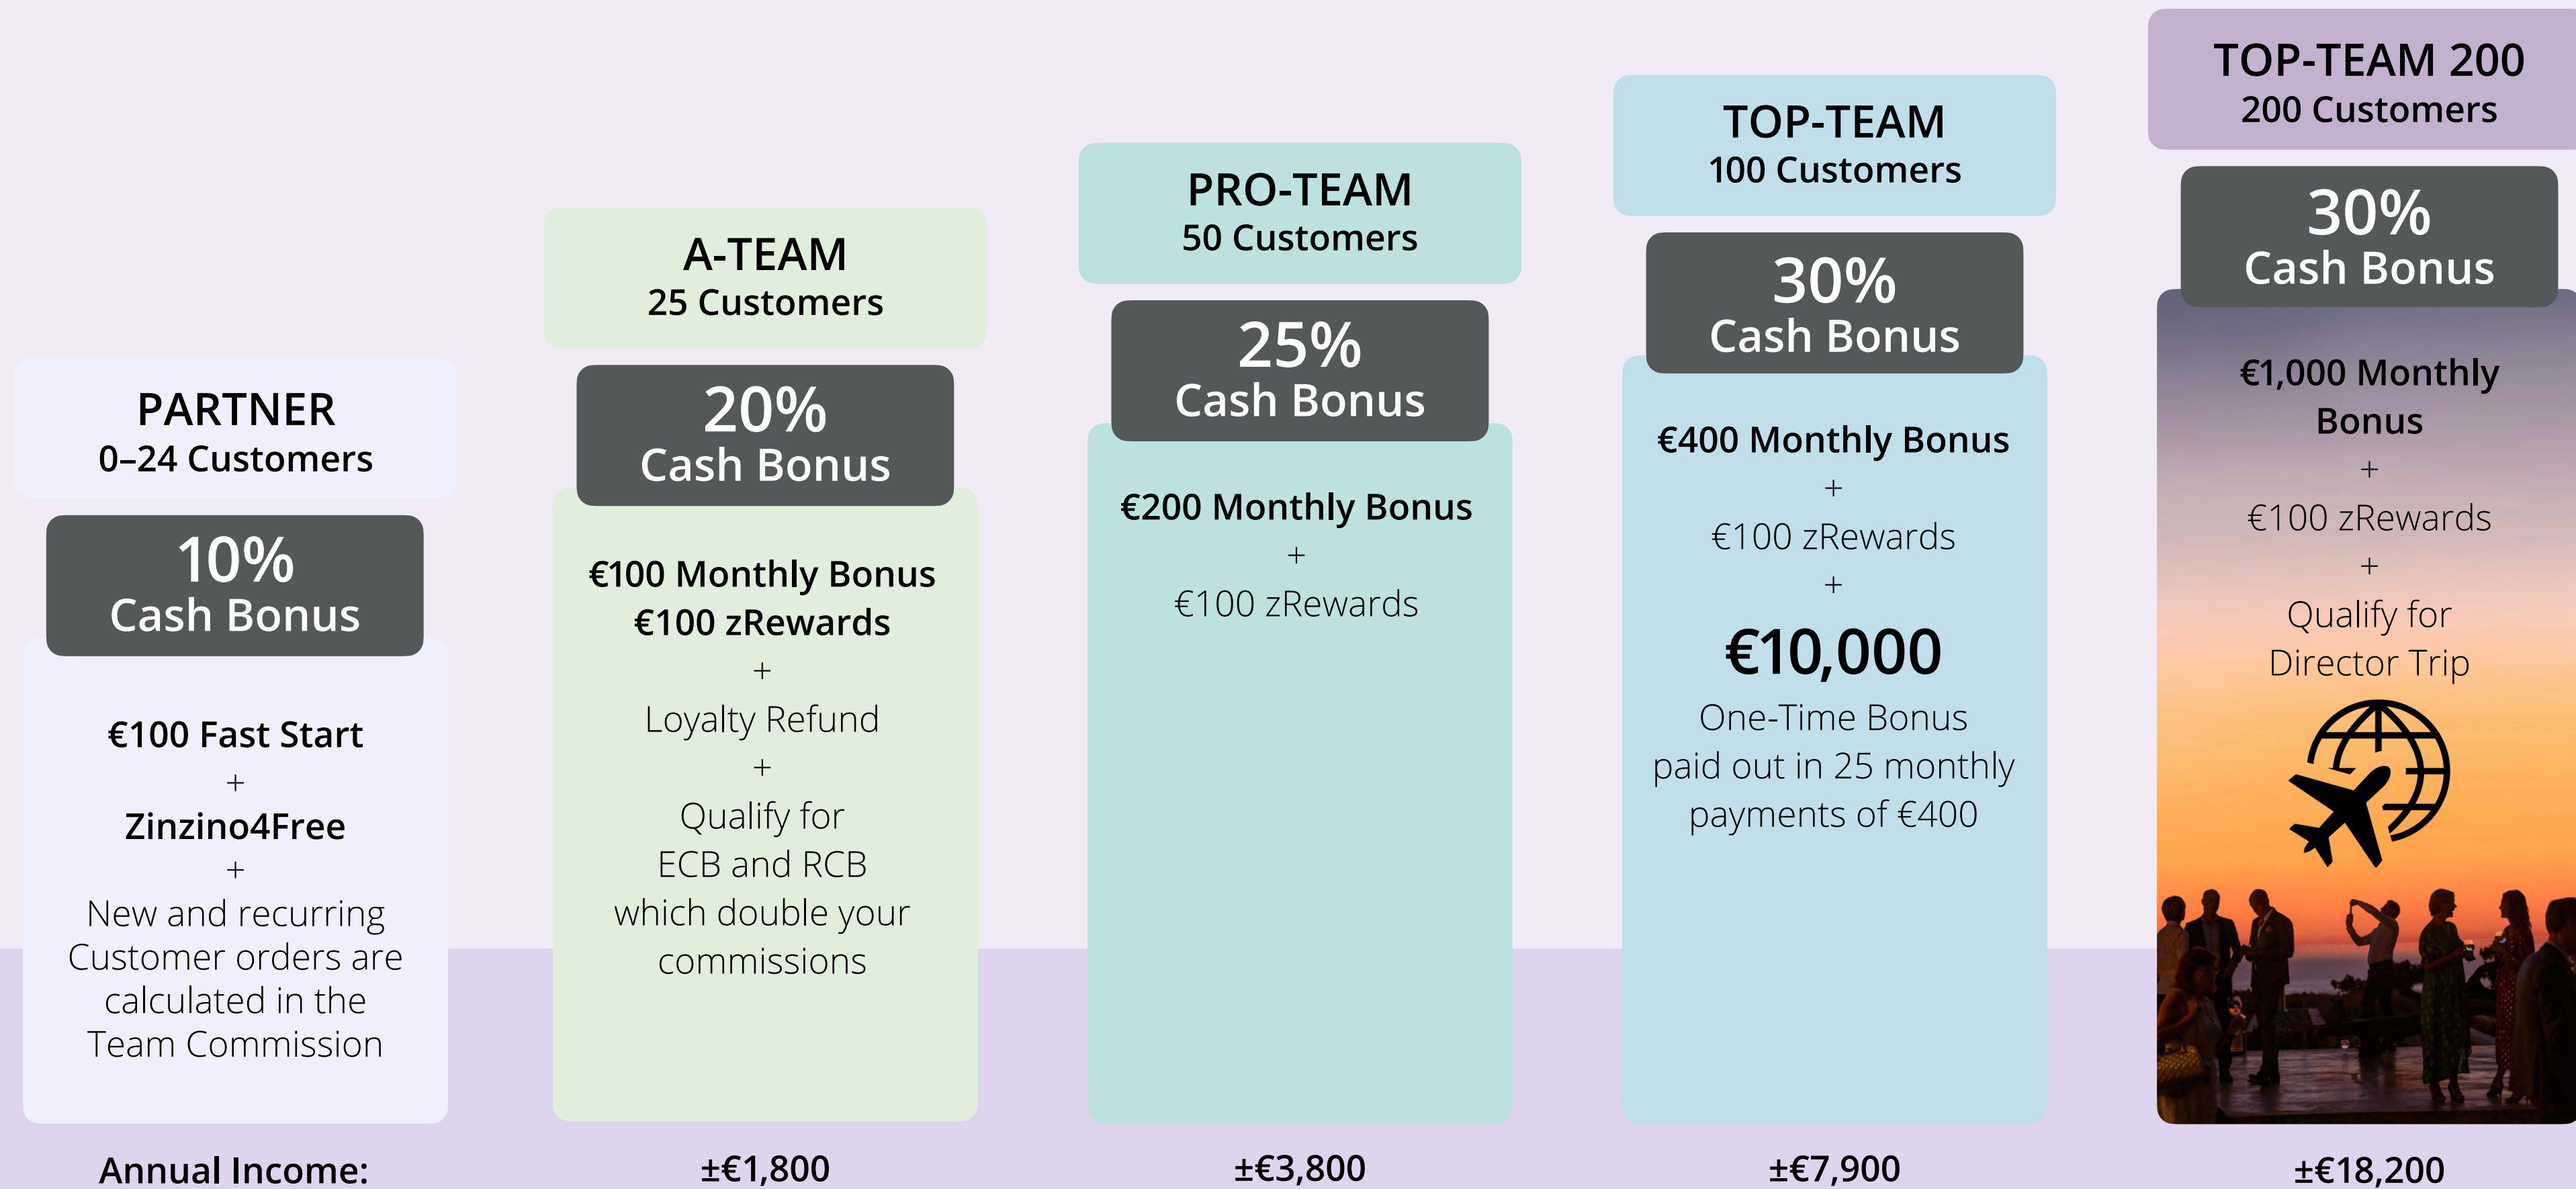 PARTNER
0–24 Customers
10%
Cash Bonus
€100 Fast Start
+
Zinzino4Free
+
New and recurring
Customer orders are
calculated in the
Team Commission
Annual Income:
A-TEAM
25 Customers
20%
Cash Bonus
€100 Monthly Bonus
€100 zRewards
+
Loyalty Refund
+
Qualify for
ECB and RCB
which double your
commissions
±€1,800
PRO-TEAM
50 Customers
25%
Cash Bonus
€200 Monthly Bonus
+
€100 zRewards
±€3,800
TOP-TEAM
100 Customers
30%
Cash Bonus
€400 Monthly Bonus
+
€100 zRewards
+
€10,000
One-Time Bonus
paid out in 25 monthly
payments of €400
±€7,900
TOP-TEAM 200
200 Customers
30%
Cash Bonus
€1,000 Monthly
Bonus
+
€100 zRewards
+
Qualify for
Director Trip
±€18,200